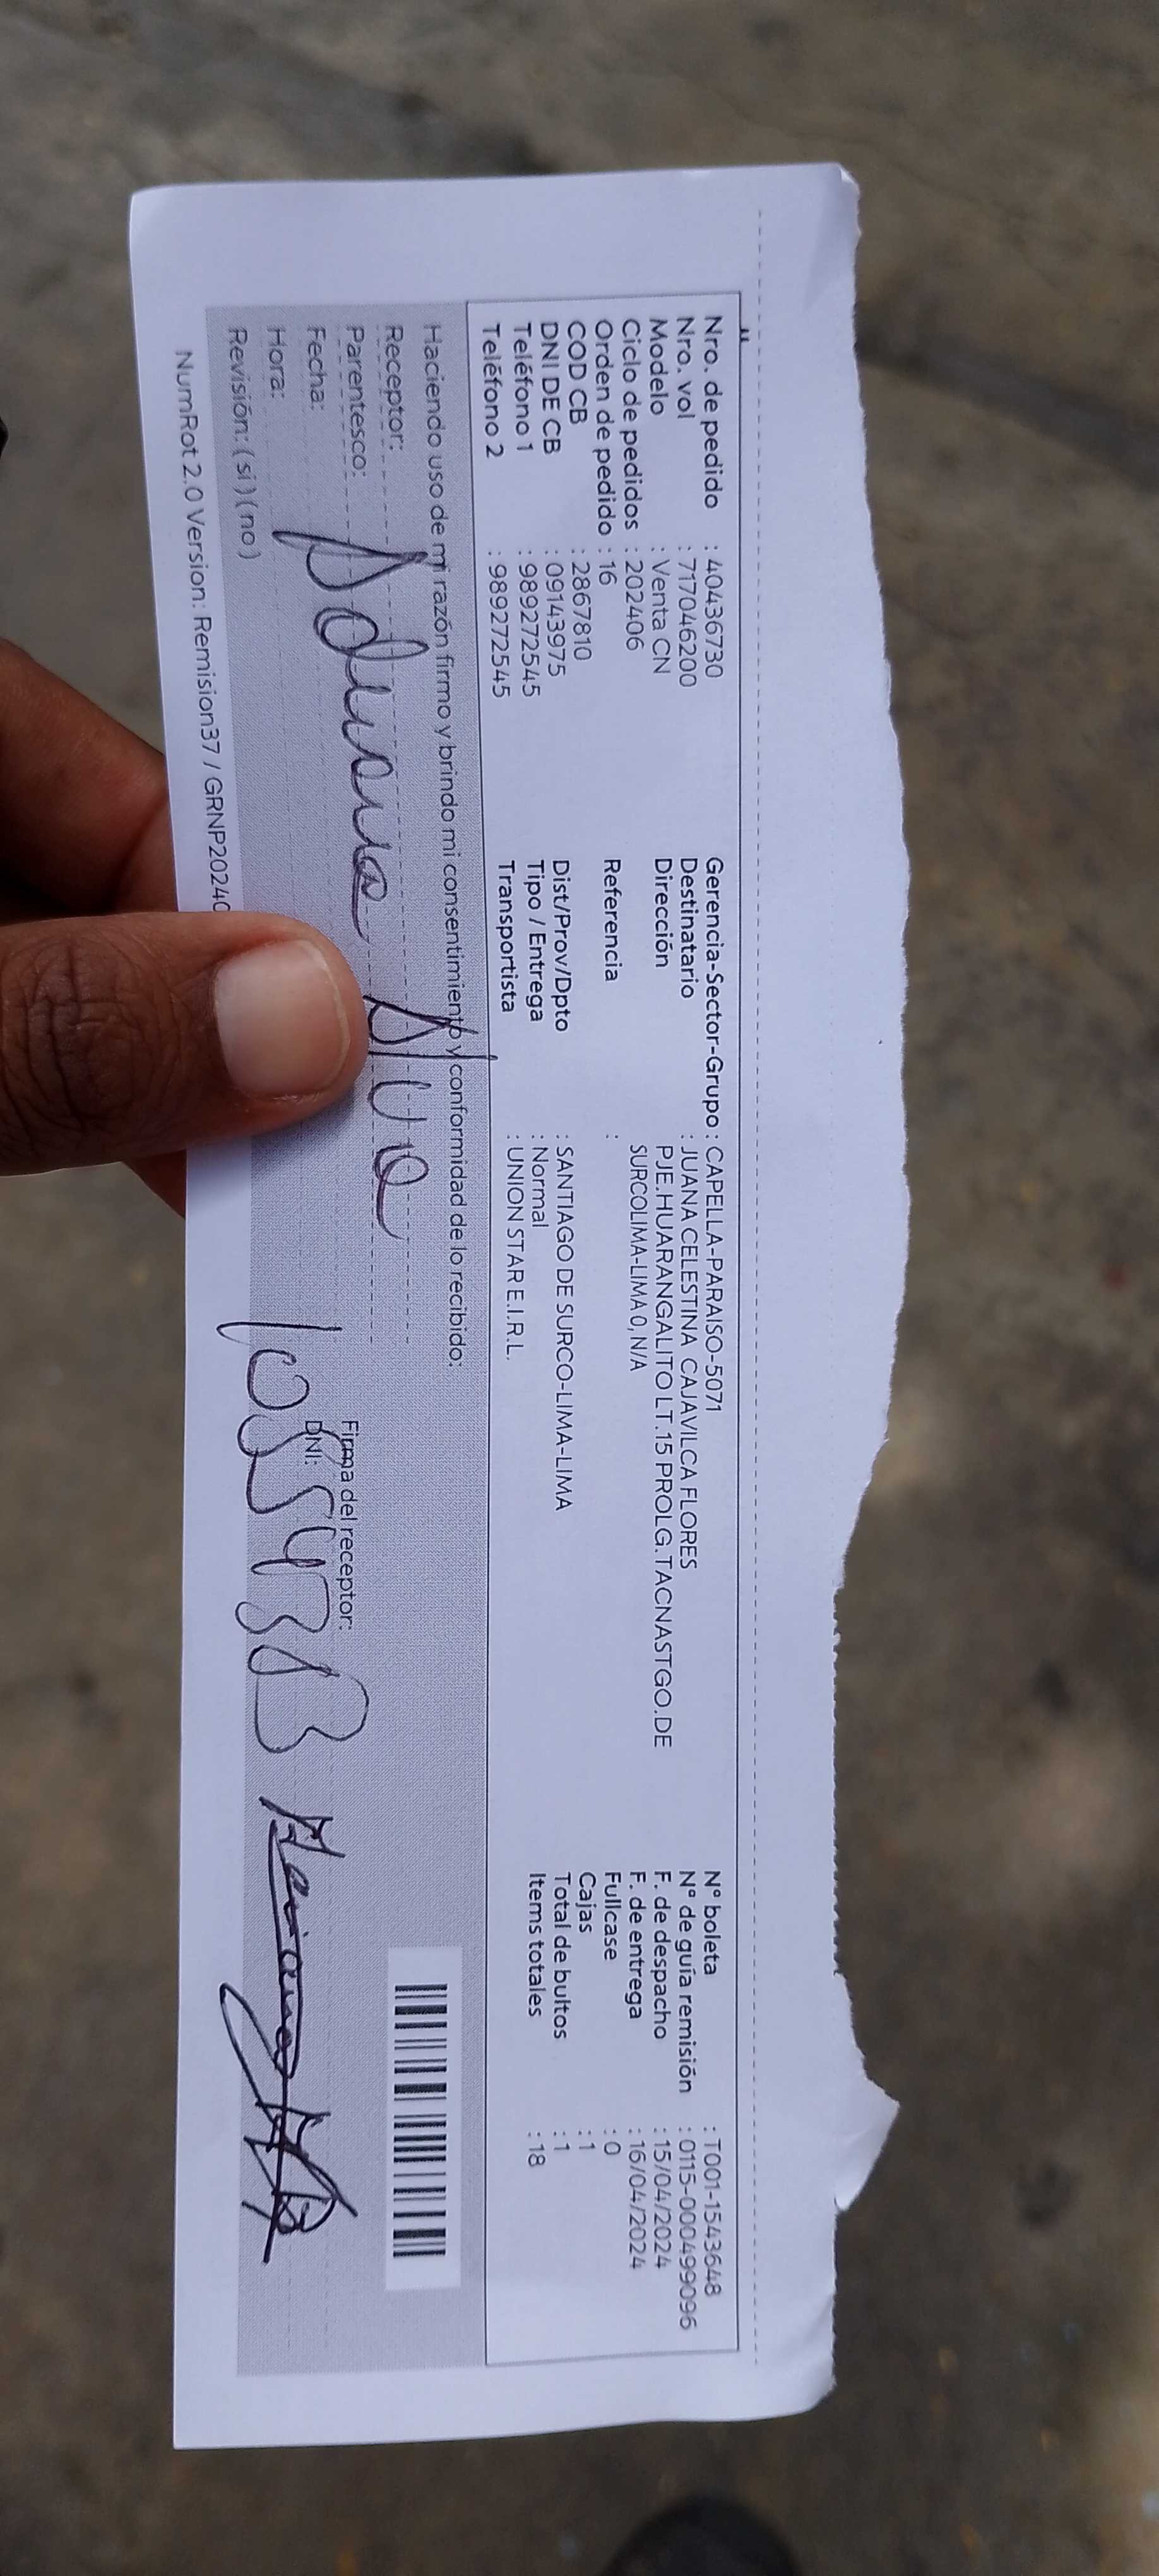 Nro. de pedido : 40436730
Nro. vol : 717046200
Modelo : Venta CN
Ciclo de pedidos : 202406
Orden de pedido : 16
COD CB : 2867810
DNI DE CB : 09143975
Teléfono 1 : 989272545
Teléfono 2 : 989272545
Gerencia-Sector-Grupo : CAPELLA-PARAISO-5071
Destinatario : JUANA CELESTINA CAJAVILCA FLORES
Dirección PJE.HUARANGALITO LT.15 PROLG.TACNASTGO.DE
SURCOLIMA-LIMA 0, N/A
Referencia :
Dist/Prov/Dpto : SANTIAGO DE SURCO-LIMA-LIMA
Tipo / Entrega : Normal
Transportista : UNION STAR E.I.R.L.
N° boleta : T001-1543648
N° de guía remisión : 0115-000499096
F. de despacho : 15/04/2024
F. de entrega : 16/04/2024
Fullcase : 0
Cajas : 1
Total de bultos : 1
Items totales : 18
Haciendo uso de mi razón firmo y brindo mi consentimiento y conformidad de lo recibido:
Receptor:
Parentesco:
Fecha:
Hora:
Revisión: (si) (no)
Firma del receptor:
DNI:
NumRot 2.0 Version: Remision37 / GRNP20240